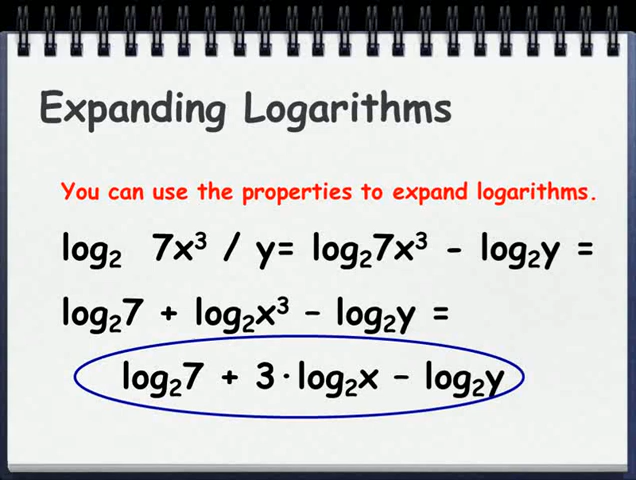 Expanding Logarithms
You can use the properties to expand logarithms.
log₂ 7x³ / y= log₂7x³ - log₂y =
log₂7 + log₂x³ – log₂y =
log₂7 + 3·log₂x – log₂y